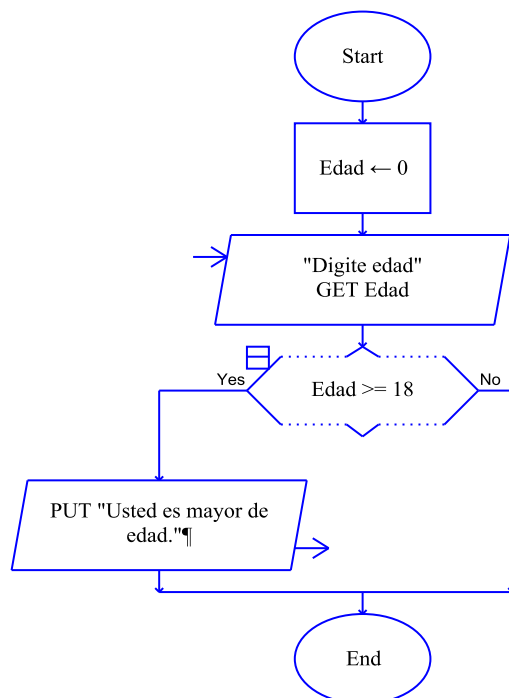 Start
Edad ← 0
"Digite edad"
GET Edad
Yes
Edad >= 18
No
PUT "Usted es mayor de
edad."¶
End